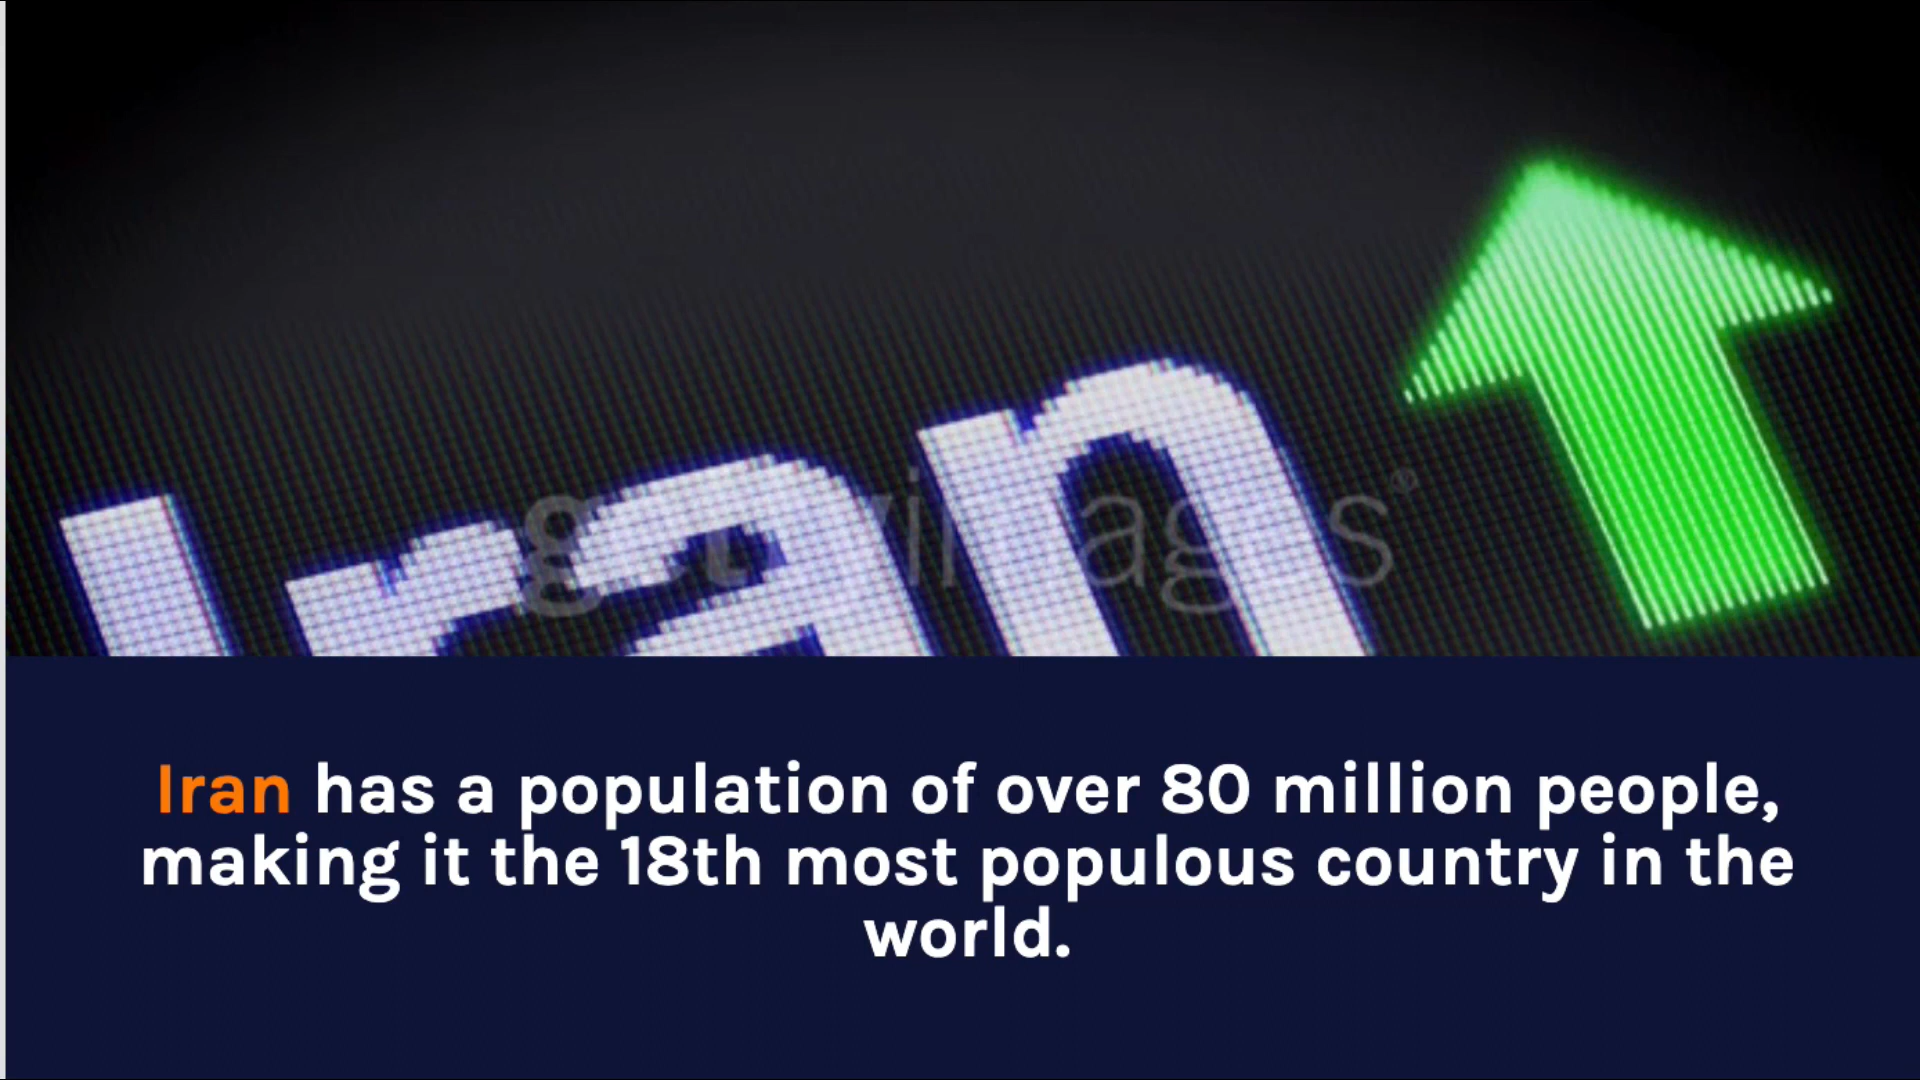 Iran
gettyimages®
Iran has a population of over 80 million people,
making it the 18th most populous country in the
world.